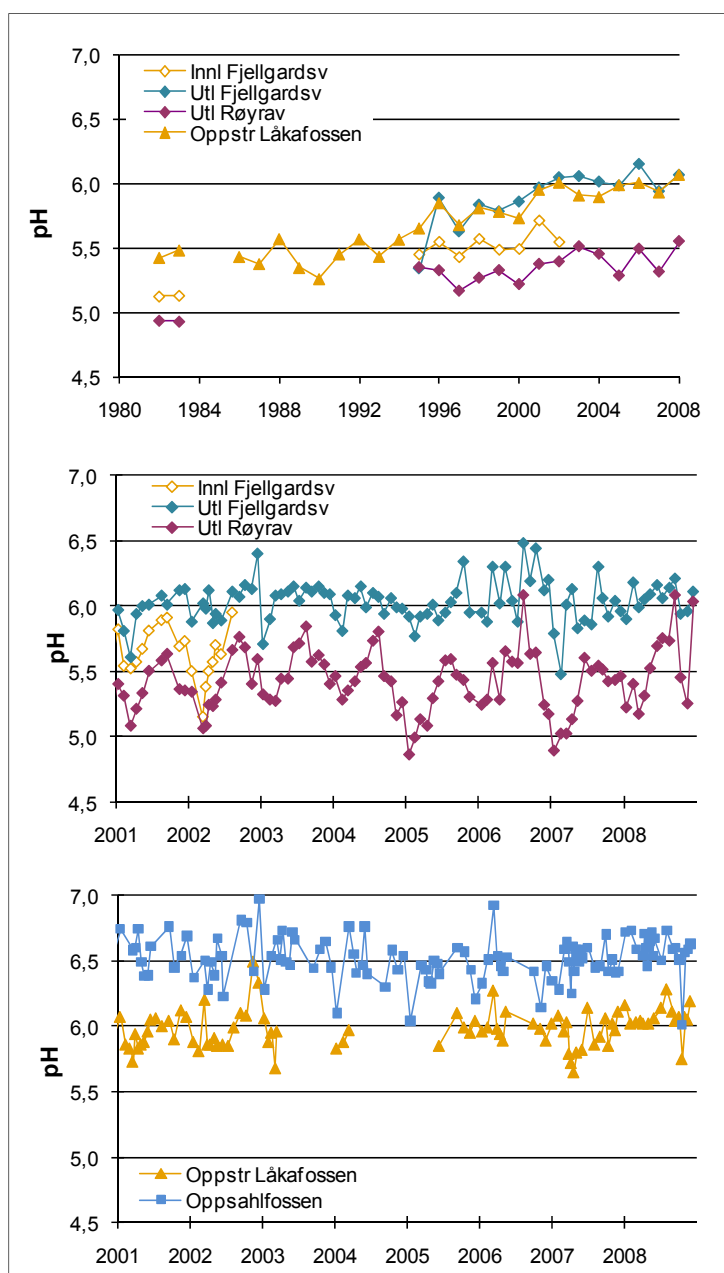 7,0
6,5
6,0
5,5
5,0
4,5
pH
Innl Fjellgardsv
Utl Fjellgardsv
Utl Røyrav
Oppstr Låkafossen
1980 1984 1988 1992 1996 2000 2004 2008
7,0
6,5
6,0
5,5
5,0
4,5
pH
Innl Fjellgardsv
Utl Fjellgardsv
Utl Røyrav
2001 2002 2003 2004 2005 2006 2007 2008
7,0
6,5
6,0
5,5
5,0
4,5
pH
Oppstr Låkafossen
Oppsahlfossen
2001 2002 2003 2004 2005 2006 2007 2008